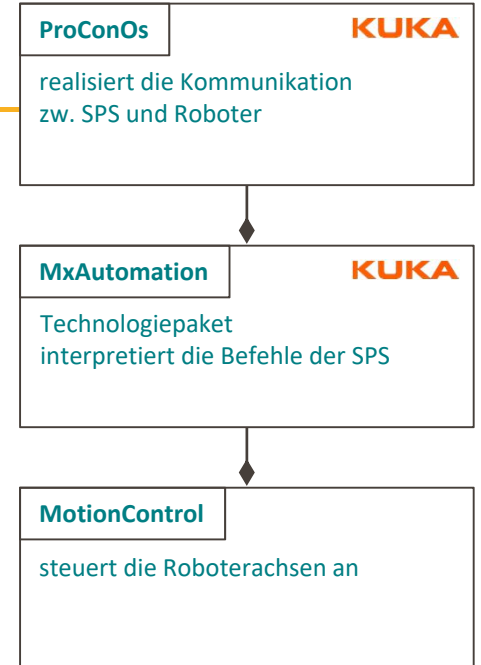 ProConOs
KUKA
realisiert die Kommunikation
zw. SPS und Roboter
MxAutomation
KUKA
Technologiepaket
interpretiert die Befehle der SPS
MotionControl
steuert die Roboterachsen an